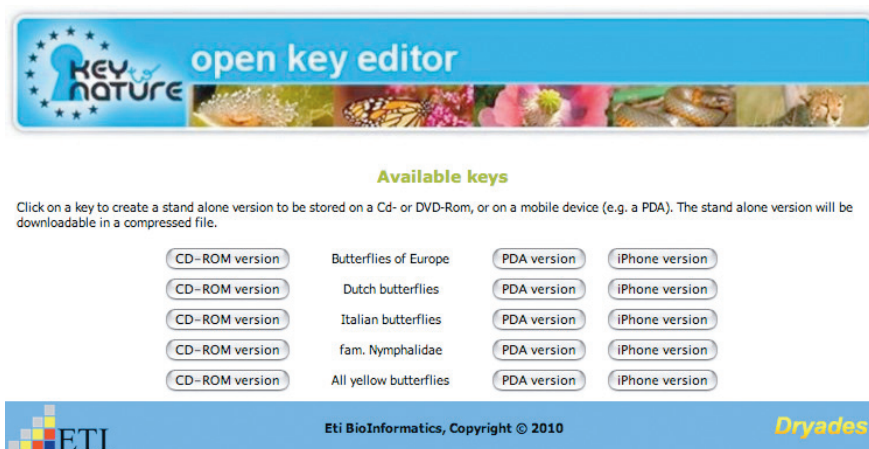 KEY to NATURE
open key editor
Available keys
Click on a key to create a stand alone version to be stored on a Cd- or DVD-Rom, or on a mobile device (e.g. a PDA). The stand alone version will be
downloadable in a compressed file.
CD-ROM version Butterflies of Europe PDA version iPhone version
CD-ROM version Dutch butterflies PDA version iPhone version
CD-ROM version Italian butterflies PDA version iPhone version
CD-ROM version fam. Nymphalidae PDA version iPhone version
CD-ROM version All yellow butterflies PDA version iPhone version
ETI Eti BioInformatics, Copyright © 2010 Dryades